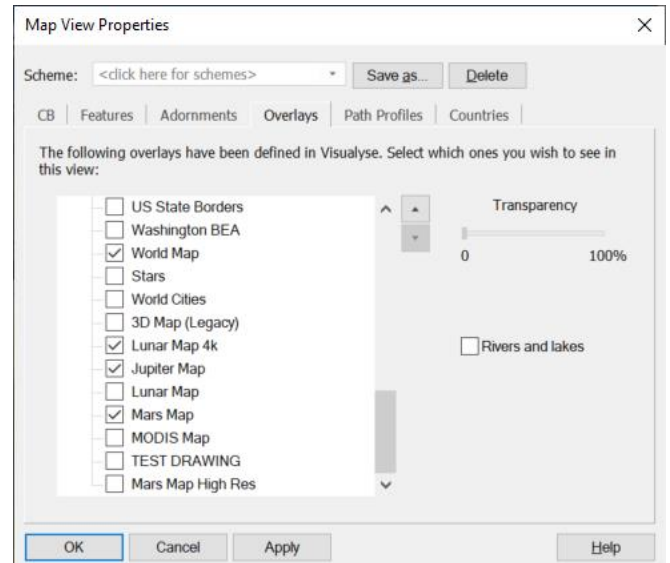 Map View Properties
Scheme: <click here for schemes> Save as... Delete
CB Features Adornments Overlays Path Profiles Countries
The following overlays have been defined in Visualyse. Select which ones you wish to see in
this view:
US State Borders
Washington BEA
World Map
Stars
World Cities
3D Map (Legacy)
Lunar Map 4k
Jupiter Map
Lunar Map
Mars Map
MODIS Map
TEST DRAWING
Mars Map High Res
Transparency
0 100%
Rivers and lakes
OK Cancel Apply Help